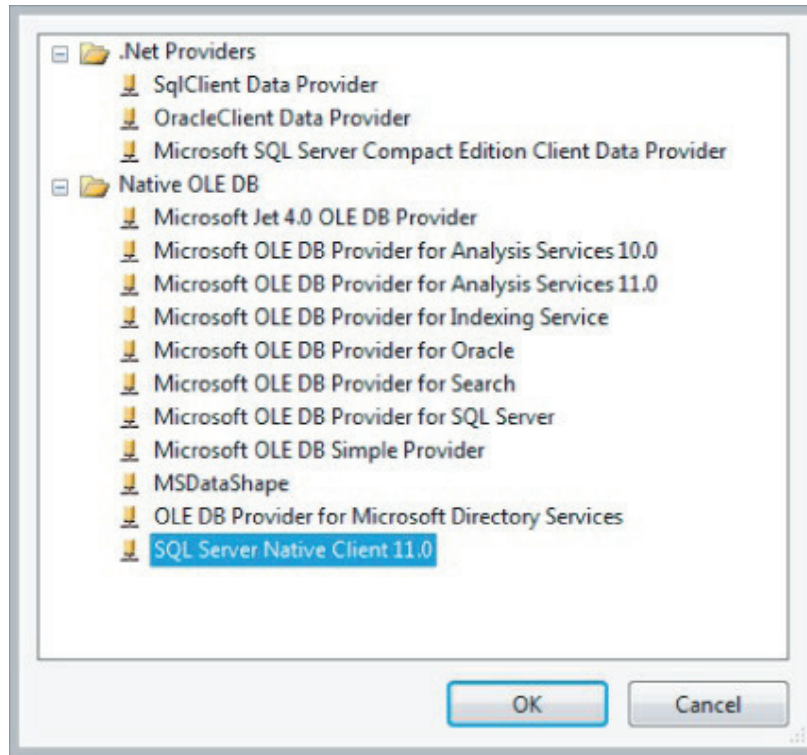 .Net Providers
SqlClient Data Provider
OracleClient Data Provider
Microsoft SQL Server Compact Edition Client Data Provider
Native OLE DB
Microsoft Jet 4.0 OLE DB Provider
Microsoft OLE DB Provider for Analysis Services 10.0
Microsoft OLE DB Provider for Analysis Services 11.0
Microsoft OLE DB Provider for Indexing Service
Microsoft OLE DB Provider for Oracle
Microsoft OLE DB Provider for Search
Microsoft OLE DB Provider for SQL Server
Microsoft OLE DB Simple Provider
MSDataShape
OLE DB Provider for Microsoft Directory Services
SQL Server Native Client 11.0
OK Cancel